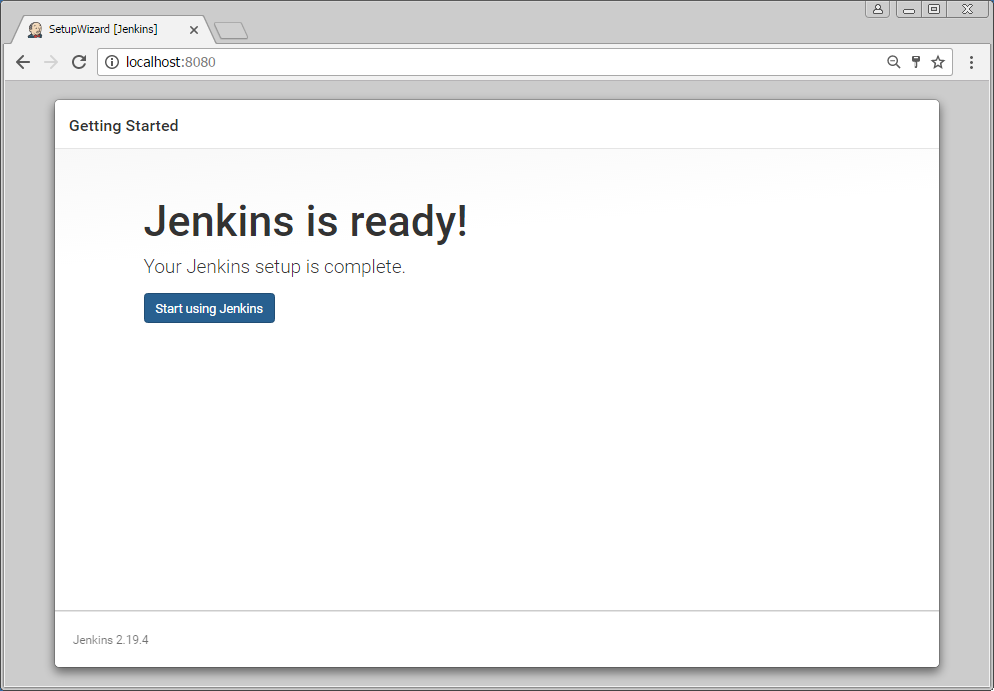 SetupWizard [Jenkins]
localhost:8080
Getting Started
Jenkins is ready!
Your Jenkins setup is complete.
Start using Jenkins
Jenkins 2.19.4